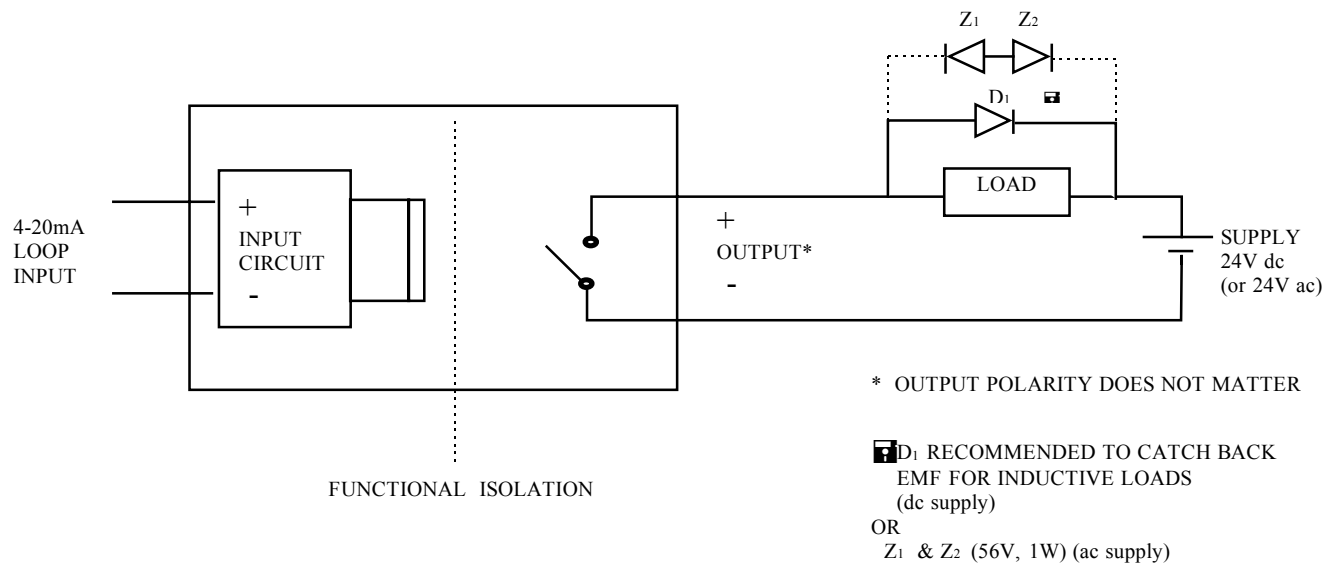 Z1 Z2
D1
4-20mA
LOOP
INPUT
+
INPUT
CIRCUIT
-
+
OUTPUT*
-
LOAD
SUPPLY
24V dc
(or 24V ac)
FUNCTIONAL ISOLATION
* OUTPUT POLARITY DOES NOT MATTER
D1 RECOMMENDED TO CATCH BACK
EMF FOR INDUCTIVE LOADS
(dc supply)
OR
Z1 & Z2 (56V, 1W) (ac supply)